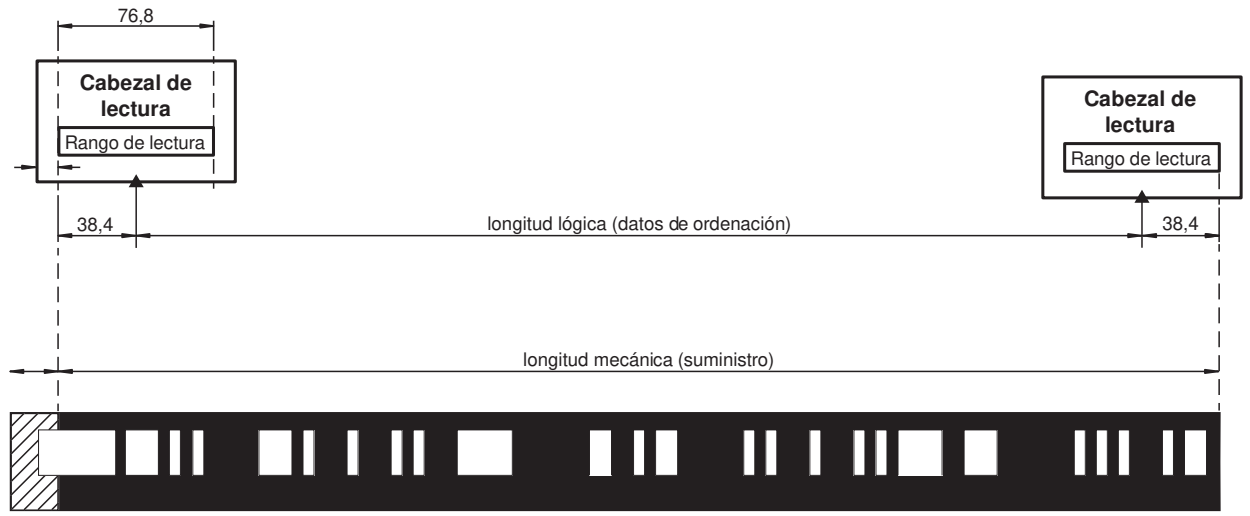 76,8
Cabezal de
lectura
Rango de lectura
Cabezal de
lectura
Rango de lectura
38,4
longitud lógica (datos de ordenación)
38,4
longitud mecánica (suministro)